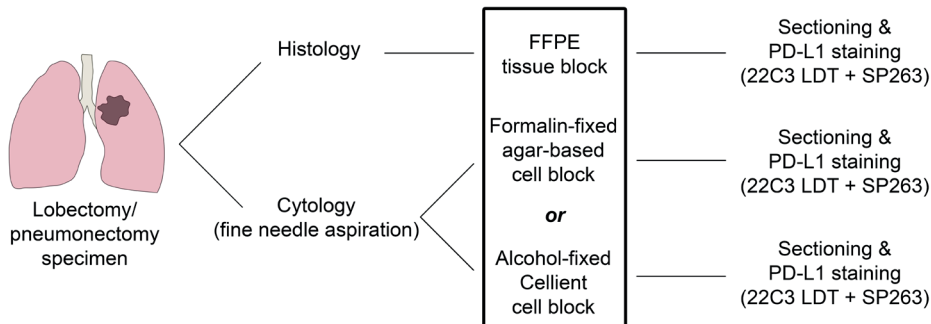 Lobectomy/
pneumonectomy
specimen
Histology
Cytology
(fine needle aspiration)
FFPE
tissue block
Formalin-fixed
agar-based
cell block
or
Alcohol-fixed
Cellient
cell block
Sectioning &
PD-L1 staining
(22C3 LDT + SP263)
Sectioning &
PD-L1 staining
(22C3 LDT + SP263)
Sectioning &
PD-L1 staining
(22C3 LDT + SP263)